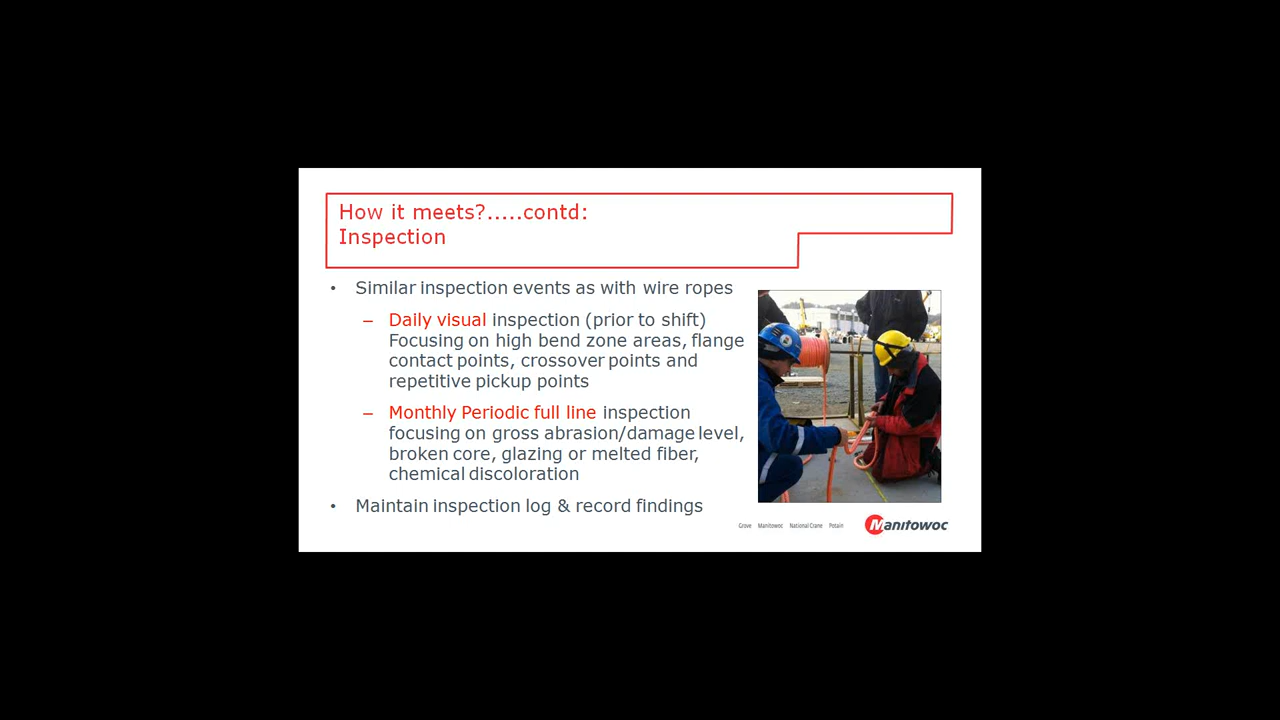 How it meets?.....contd:
Inspection
• Similar inspection events as with wire ropes
– Daily visual inspection (prior to shift)
Focusing on high bend zone areas, flange
contact points, crossover points and
repetitive pickup points
– Monthly Periodic full line inspection
focusing on gross abrasion/damage level,
broken core, glazing or melted fiber,
chemical discoloration
• Maintain inspection log & record findings
Grove Manitowoc National Crane Potain
Manitowoc